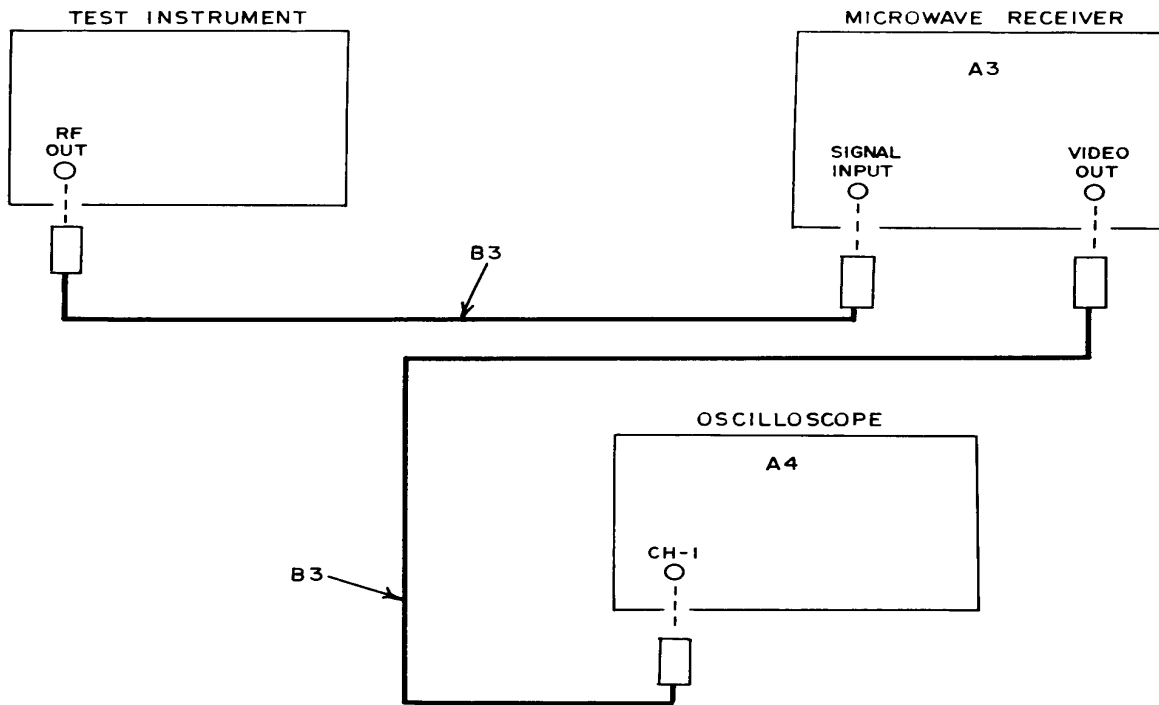 TEST INSTRUMENT
RF
OUT
MICROWAVE RECEIVER
A3
SIGNAL
INPUT
VIDEO
OUT
B3
OSCILLOSCOPE
A4
CH-1
B3